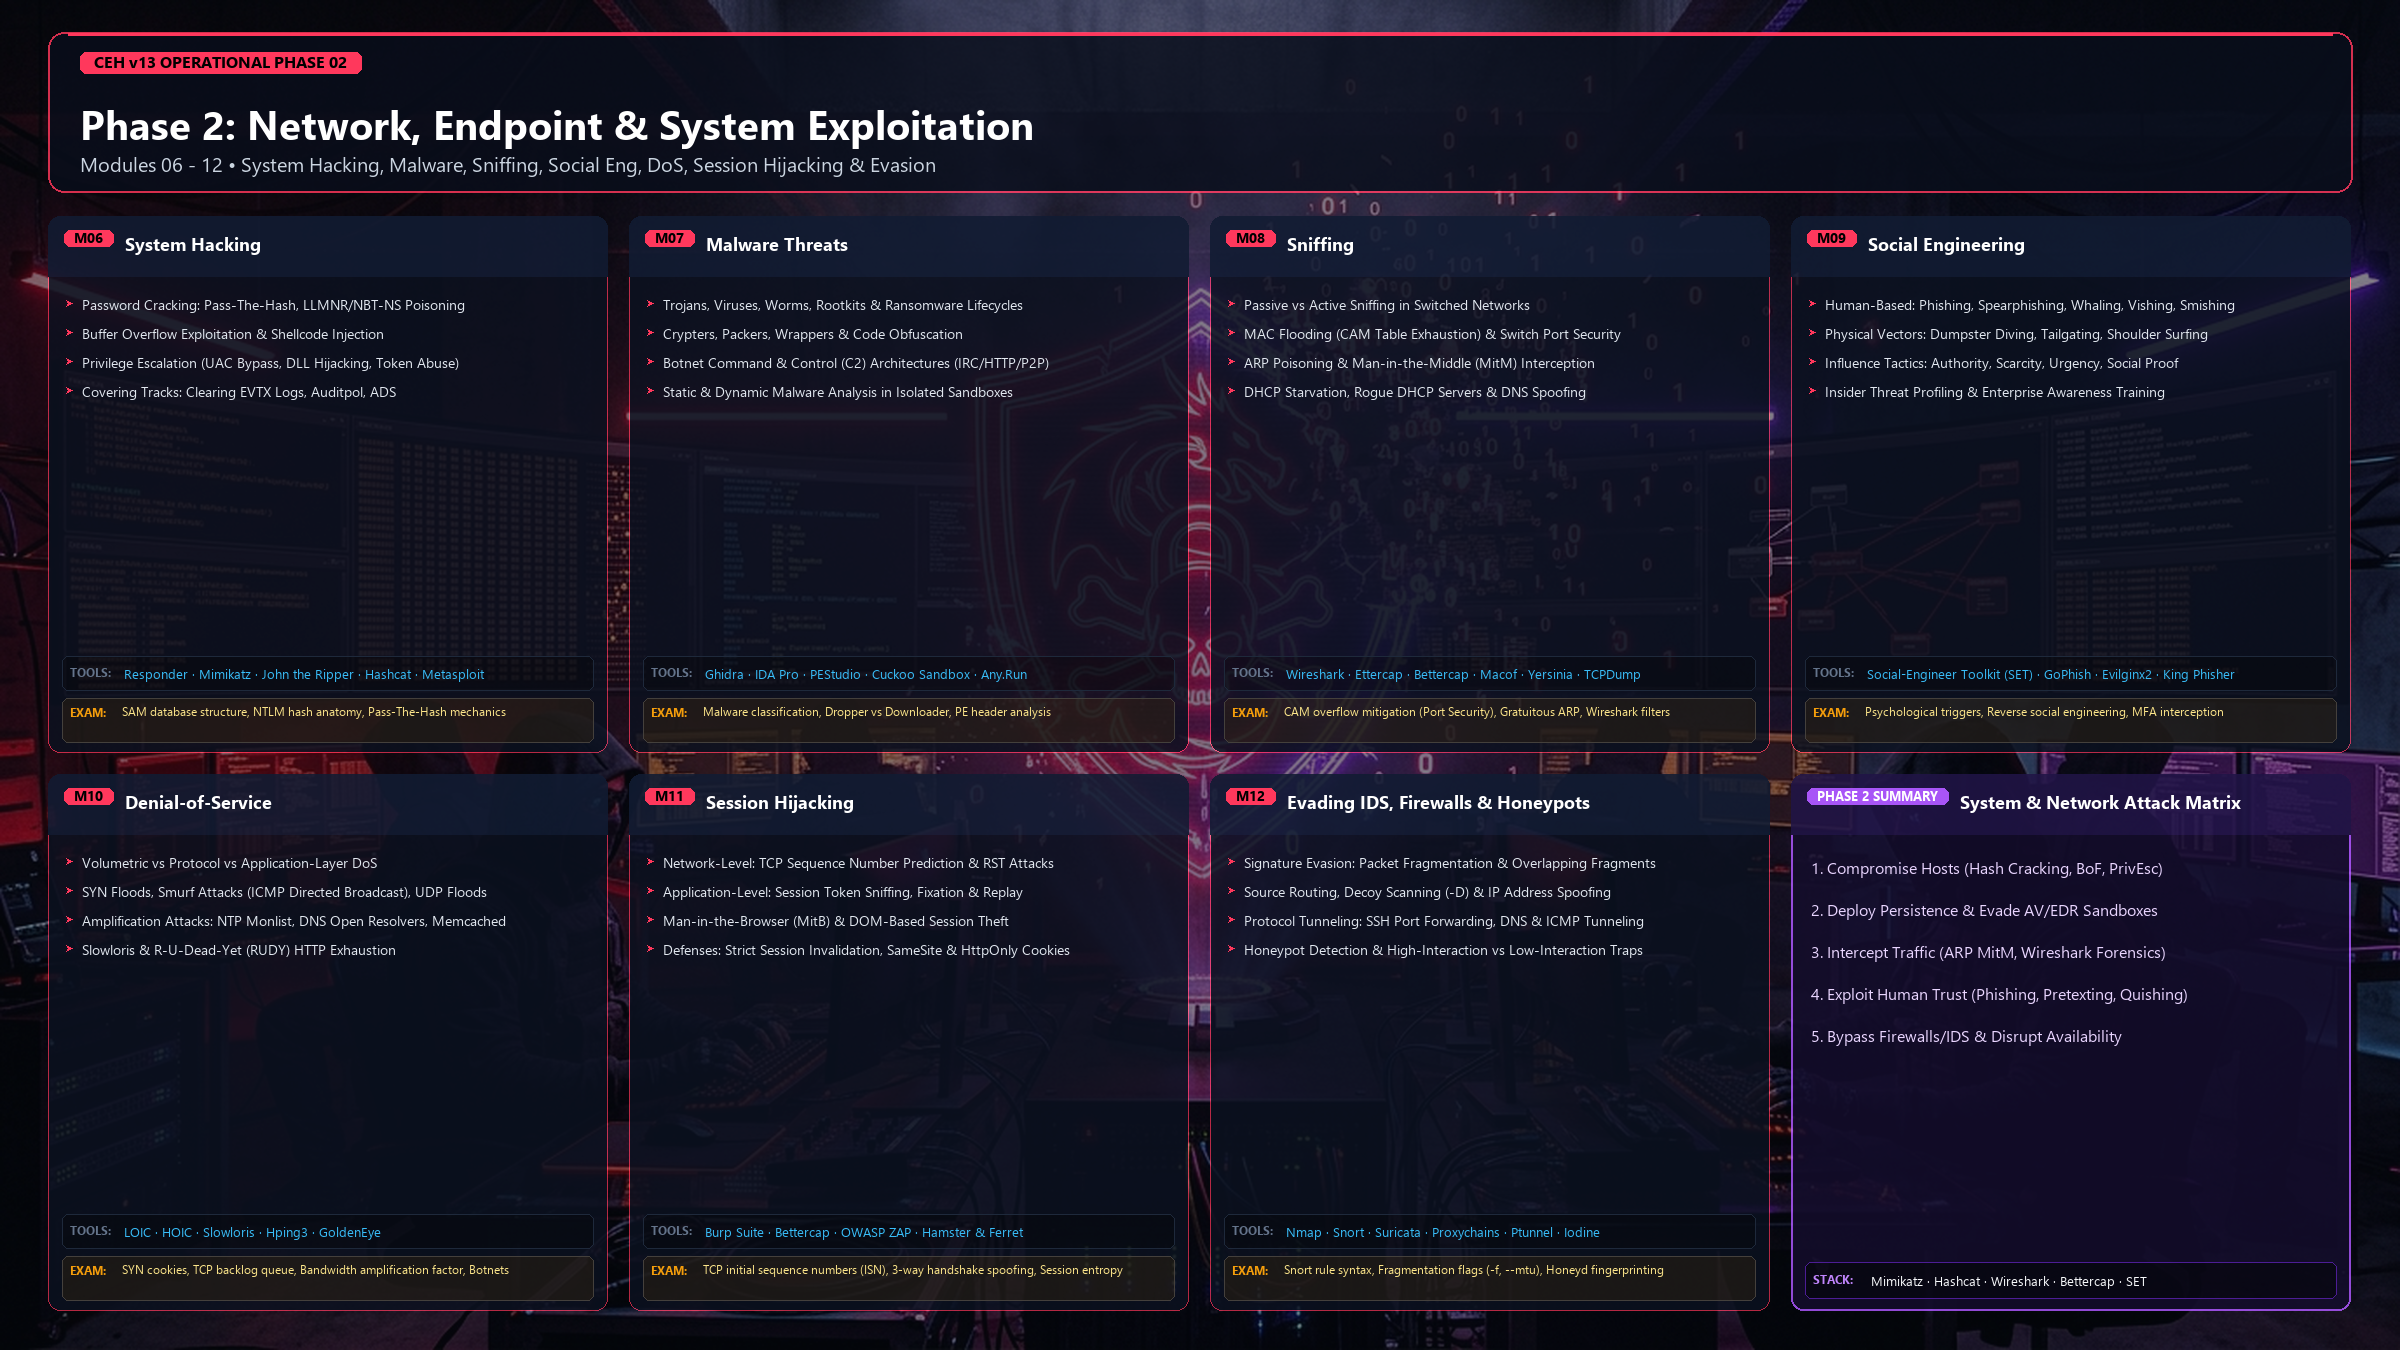 CEH v13 OPERATIONAL PHASE 02
Phase 2: Network, Endpoint & System Exploitation
Modules 06 - 12 • System Hacking, Malware, Sniffing, Social Eng, DoS, Session Hijacking & Evasion
M06 System Hacking
➤ Password Cracking: Pass-The-Hash, LLMNR/NBT-NS Poisoning
➤ Buffer Overflow Exploitation & Shellcode Injection
➤ Privilege Escalation (UAC Bypass, DLL Hijacking, Token Abuse)
➤ Covering Tracks: Clearing EVTX Logs, Auditpol, ADS
TOOLS: Responder · Mimikatz · John the Ripper · Hashcat · Metasploit
EXAM: SAM database structure, NTLM hash anatomy, Pass-The-Hash mechanics
M07 Malware Threats
➤ Trojans, Viruses, Worms, Rootkits & Ransomware Lifecycles
➤ Crypters, Packers, Wrappers & Code Obfuscation
➤ Botnet Command & Control (C2) Architectures (IRC/HTTP/P2P)
➤ Static & Dynamic Malware Analysis in Isolated Sandboxes
TOOLS: Ghidra · IDA Pro · PEStudio · Cuckoo Sandbox · Any.Run
EXAM: Malware classification, Dropper vs Downloader, PE header analysis
M08 Sniffing
➤ Passive vs Active Sniffing in Switched Networks
➤ MAC Flooding (CAM Table Exhaustion) & Switch Port Security
➤ ARP Poisoning & Man-in-the-Middle (MitM) Interception
➤ DHCP Starvation, Rogue DHCP Servers & DNS Spoofing
TOOLS: Wireshark · Ettercap · Bettercap · Macof · Yersinia · TCPDump
EXAM: CAM overflow mitigation (Port Security), Gratuitous ARP, Wireshark filters
M09 Social Engineering
➤ Human-Based: Phishing, Spearphishing, Whaling, Vishing, Smishing
➤ Physical Vectors: Dumpster Diving, Tailgating, Shoulder Surfing
➤ Influence Tactics: Authority, Scarcity, Urgency, Social Proof
➤ Insider Threat Profiling & Enterprise Awareness Training
TOOLS: Social-Engineer Toolkit (SET) · GoPhish · Evilginx2 · King Phisher
EXAM: Psychological triggers, Reverse social engineering, MFA interception
M10 Denial-of-Service
➤ Volumetric vs Protocol vs Application-Layer DoS
➤ SYN Floods, Smurf Attacks (ICMP Directed Broadcast), UDP Floods
➤ Amplification Attacks: NTP Monlist, DNS Open Resolvers, Memcached
➤ Slowloris & R-U-Dead-Yet (RUDY) HTTP Exhaustion
TOOLS: LOIC · HOIC · Slowloris · Hping3 · GoldenEye
EXAM: SYN cookies, TCP backlog queue, Bandwidth amplification factor, Botnets
M11 Session Hijacking
➤ Network-Level: TCP Sequence Number Prediction & RST Attacks
➤ Application-Level: Session Token Sniffing, Fixation & Replay
➤ Man-in-the-Browser (MitB) & DOM-Based Session Theft
➤ Defenses: Strict Session Invalidation, SameSite & HttpOnly Cookies
TOOLS: Burp Suite · Bettercap · OWASP ZAP · Hamster & Ferret
EXAM: TCP initial sequence numbers (ISN), 3-way handshake spoofing, Session entropy
M12 Evading IDS, Firewalls & Honeypots
➤ Signature Evasion: Packet Fragmentation & Overlapping Fragments
➤ Source Routing, Decoy Scanning (-D) & IP Address Spoofing
➤ Protocol Tunneling: SSH Port Forwarding, DNS & ICMP Tunneling
➤ Honeypot Detection & High-Interaction vs Low-Interaction Traps
TOOLS: Nmap · Snort · Suricata · Proxychains · Ptunnel · Iodine
EXAM: Snort rule syntax, Fragmentation flags (-f, --mtu), Honeyd fingerprinting
PHASE 2 SUMMARY System & Network Attack Matrix
1. Compromise Hosts (Hash Cracking, BoF, PrivEsc)
2. Deploy Persistence & Evade AV/EDR Sandboxes
3. Intercept Traffic (ARP MitM, Wireshark Forensics)
4. Exploit Human Trust (Phishing, Pretexting, Quishing)
5. Bypass Firewalls/IDS & Disrupt Availability
STACK: Mimikatz · Hashcat · Wireshark · Bettercap · SET